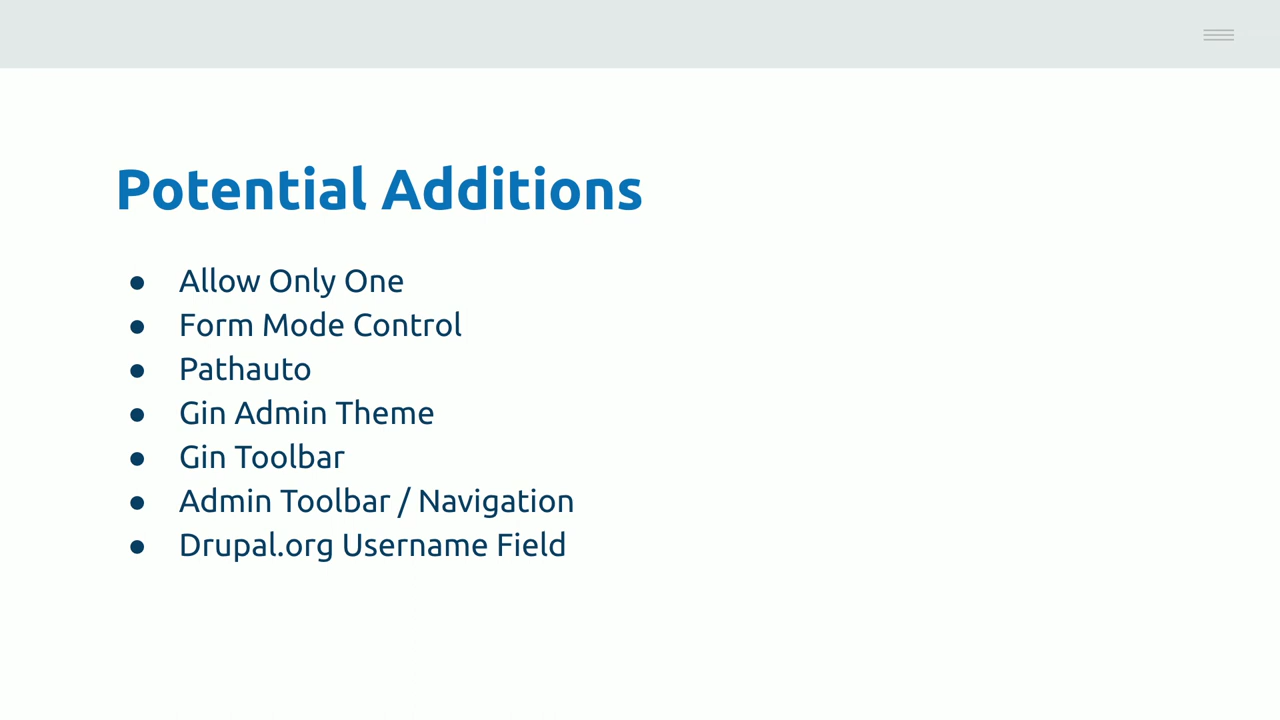 Potential Additions
● Allow Only One
● Form Mode Control
● Pathauto
● Gin Admin Theme
● Gin Toolbar
● Admin Toolbar / Navigation
● Drupal.org Username Field